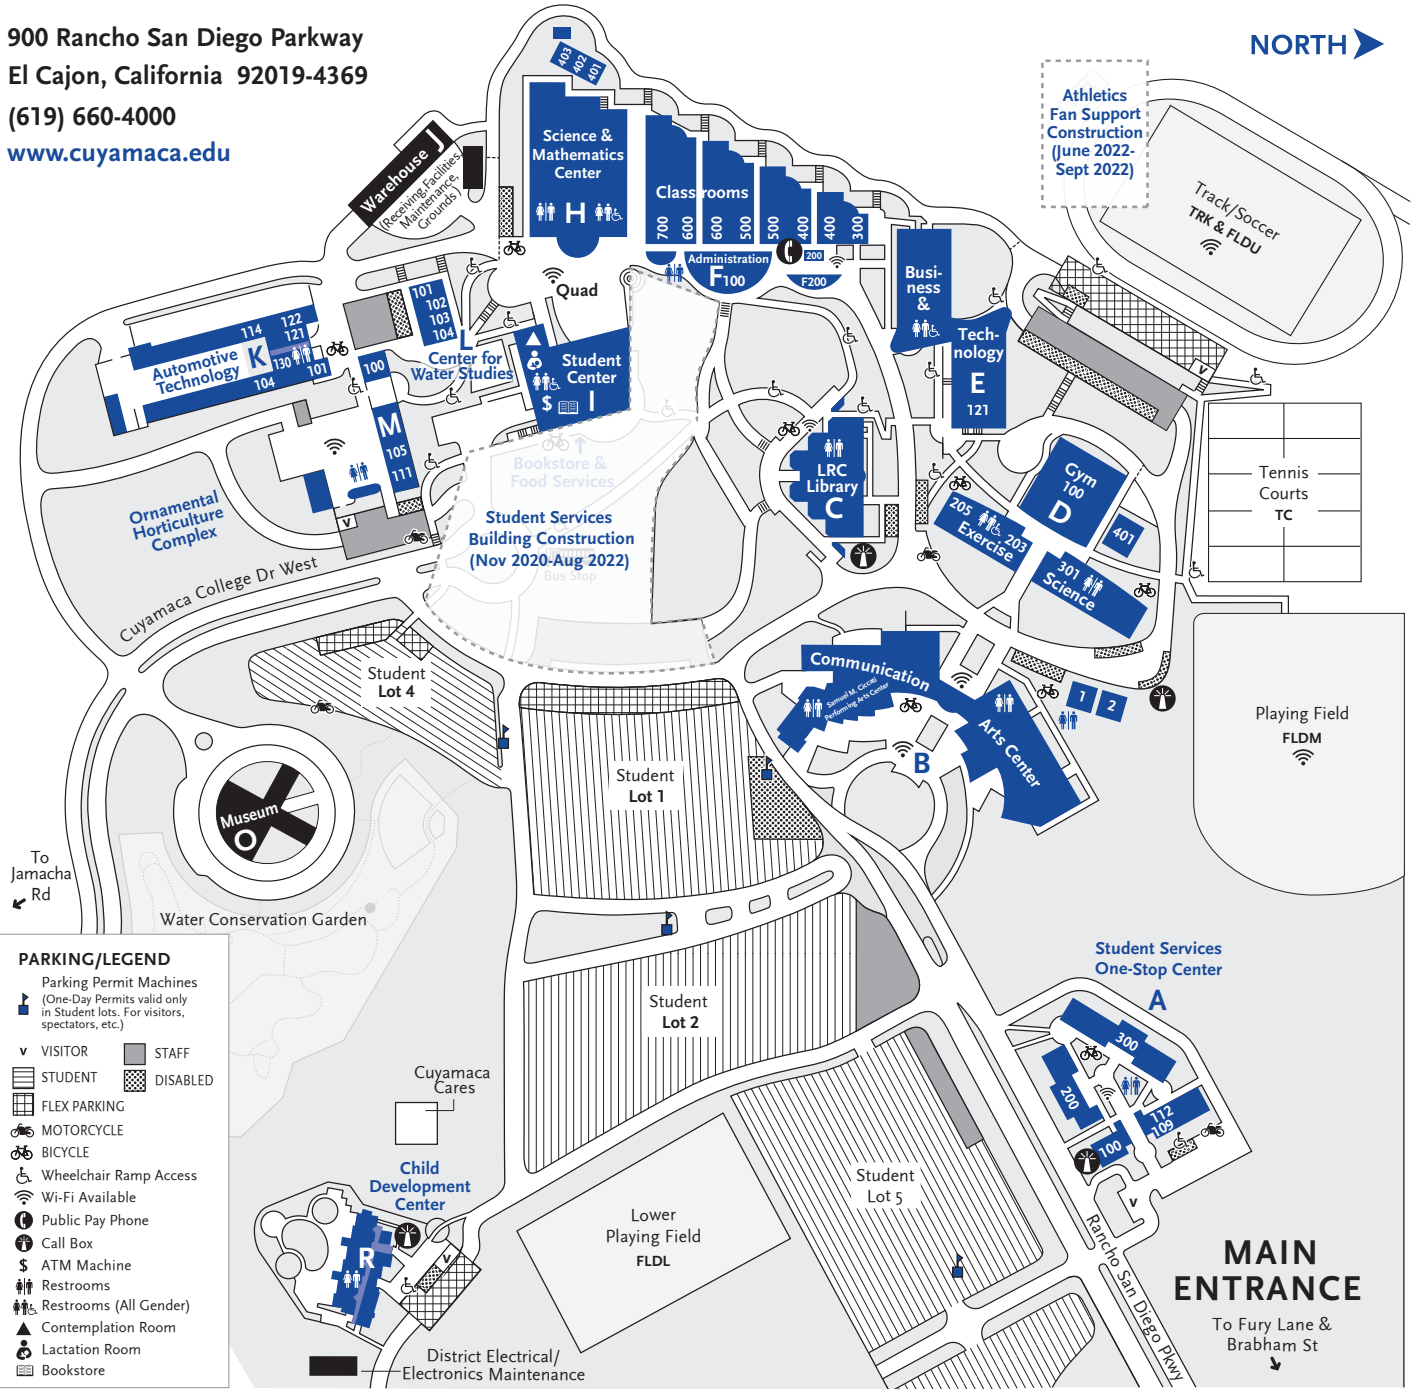 900 Rancho San Diego Parkway
El Cajon, California 92019-4369
(619) 660-4000
www.cuyamaca.edu
NORTH
403
402
401
Athletics
Fan Support
Construction
(June 2022-
Sept 2022)
Track/Soccer
TRK & FLDU
Warehouse J
(Receiving, Facilities,
Maintenance,
Grounds)
Science &
Mathematics
Center
H
Classrooms
700
600
600
500
500
400
400
300
Administration
F100
200
F200
Quad
Busi-
ness
&
Tech-
nology
E
121
101
102
103
104
L
Center for
Water Studies
114
122
121
Automotive
Technology
K
130
101
104
100
M
105
111
Student
Center
$
I
Ornamental
Horticulture
Complex
V
Bookstore &
Food Services
Student Services
Building Construction
(Nov 2020-Aug 2022)
Bus Stop
LRC
Library
C
Gym
100
D
401
205
203
Exercise
301
Science
V
Tennis
Courts
TC
Cuyamaca College Dr West
Student
Lot 4
Communication
Samuel M. Ciccati
Performing Arts Center
Arts Center
B
1
2
Playing Field
FLDM
Student
Lot 1
Museum
O
To
Jamacha
Rd
Water Conservation Garden
Student Services
One-Stop Center
A
300
200
112
109
100
V
Student
Lot 2
Cuyamaca
Cares
Child
Development
Center
R
V
Student
Lot 5
Lower
Playing Field
FLDL
Rancho San Diego Pkwy
MAIN
ENTRANCE
To Fury Lane &
Brabham St
District Electrical/
Electronics Maintenance
PARKING/LEGEND
Parking Permit Machines
(One-Day Permits valid only
in Student lots. For visitors,
spectators, etc.)
V VISITOR
STAFF
STUDENT
DISABLED
FLEX PARKING
MOTORCYCLE
BICYCLE
Wheelchair Ramp Access
Wi-Fi Available
Public Pay Phone
Call Box
$ ATM Machine
Restrooms
Restrooms (All Gender)
Contemplation Room
Lactation Room
Bookstore